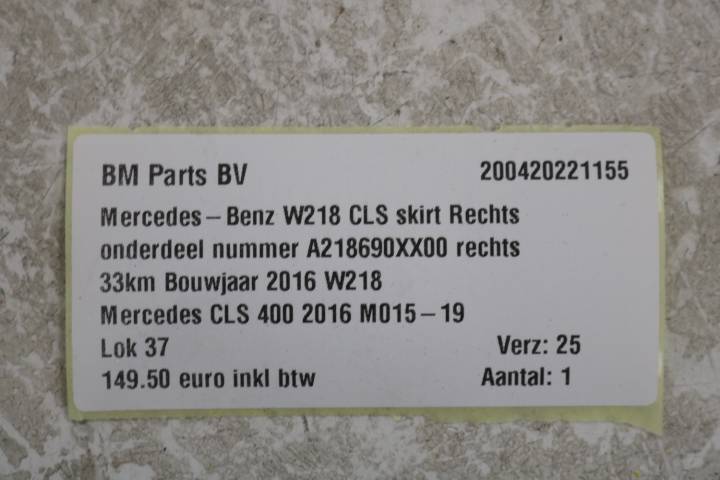 BM Parts BV 200420221155
Mercedes-Benz W218 CLS skirt Rechts
onderdeel nummer A218690XX00 rechts
33km Bouwjaar 2016 W218
Mercedes CLS 400 2016 M015-19
Lok 37 Verz: 25
149.50 euro inkl btw Aantal: 1